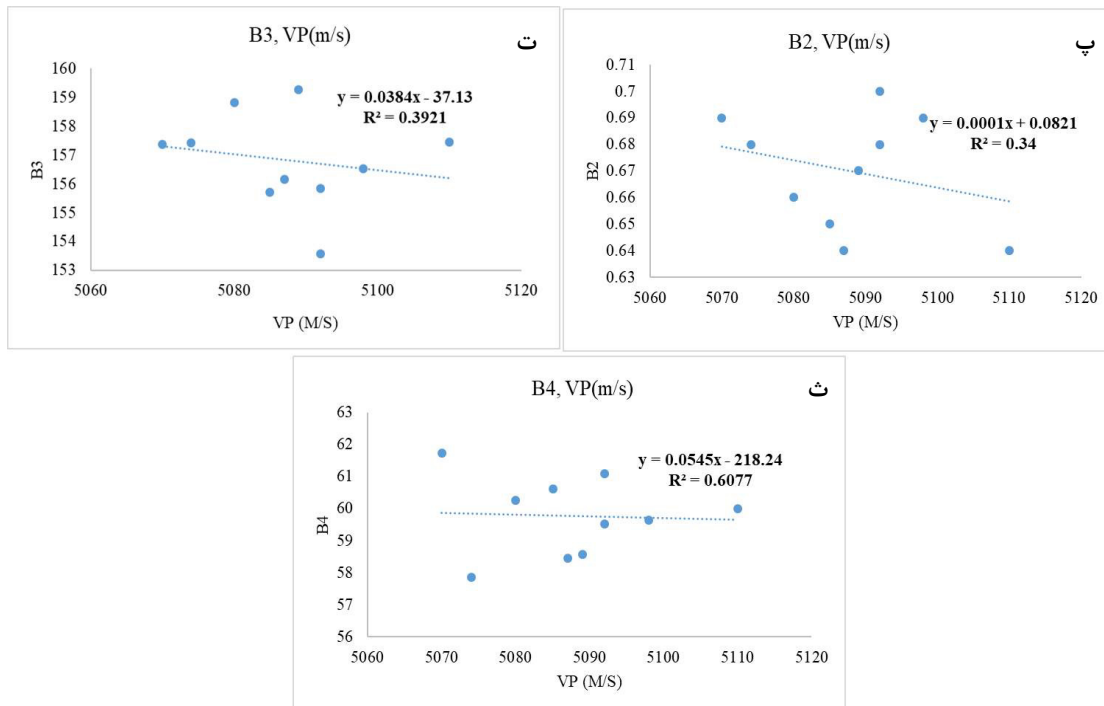 B3, VP(m/s)
ت
160
159
158
157
156
155
154
153
B3
y = 0.0384x - 37.13
R² = 0.3921
5060 5080 5100 5120
VP (M/S)
B2, VP(m/s)
پ
0.71
0.7
0.69
0.68
0.67
0.66
0.65
0.64
0.63
B2
y = 0.0001x + 0.0821
R² = 0.34
5060 5070 5080 5090 5100 5110 5120
VP (M/S)
B4, VP(m/s)
ث
63
62
61
60
59
58
57
56
B4
y = 0.0545x - 218.24
R² = 0.6077
5060 5070 5080 5090 5100 5110 5120
VP (M/S)